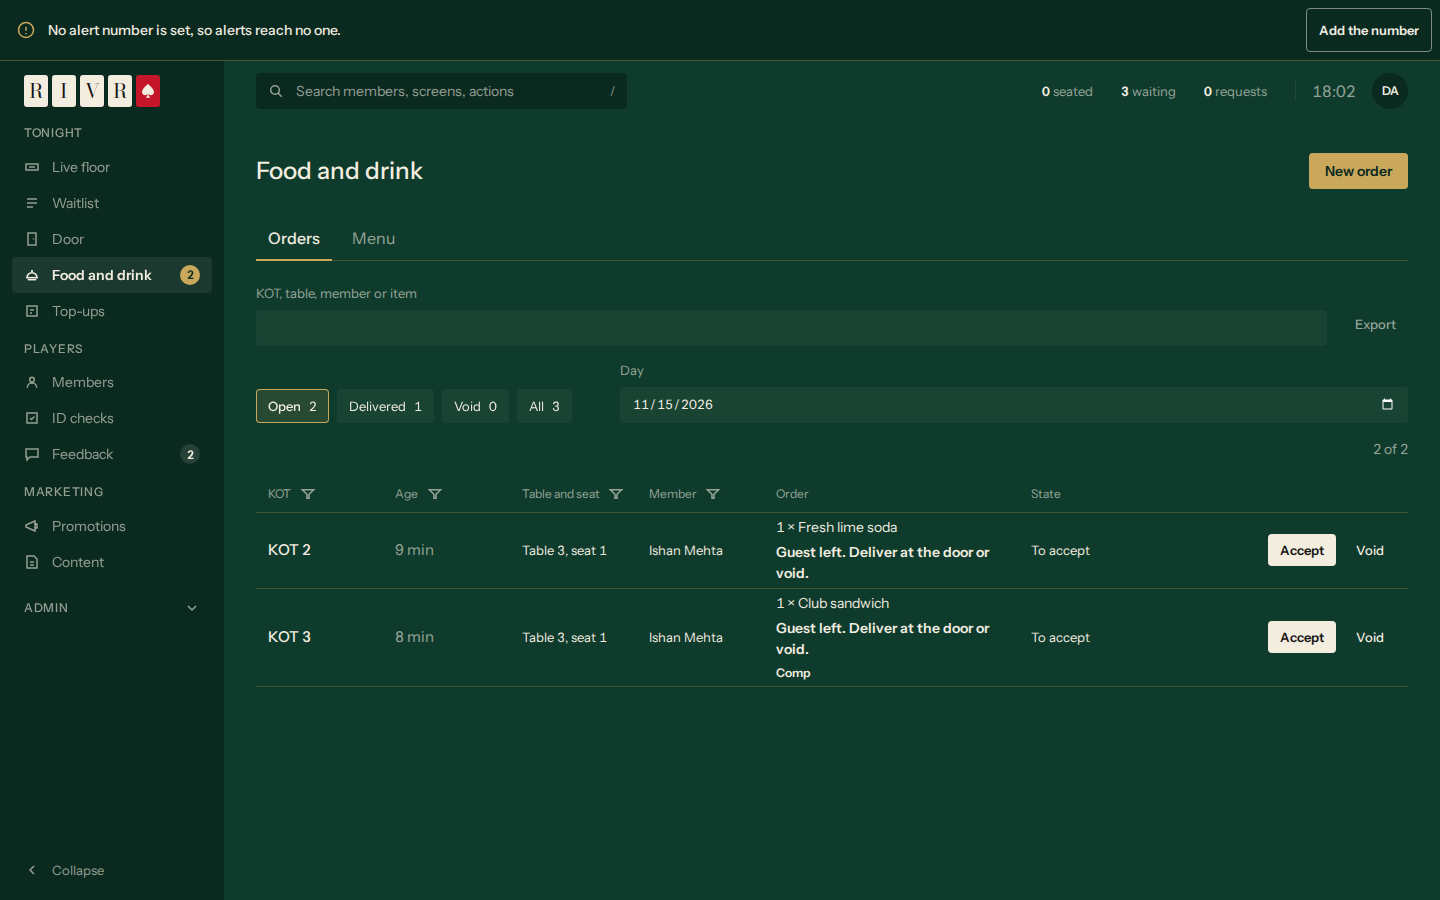 No alert number is set, so alerts reach no one.
Add the number
R I V R
Search members, screens, actions /
0 seated 3 waiting 0 requests 18:02 DA
TONIGHT
Live floor
Waitlist
Door
Food and drink 2
Top-ups
PLAYERS
Members
ID checks
Feedback 2
MARKETING
Promotions
Content
ADMIN
Collapse
Food and drink
New order
Orders Menu
KOT, table, member or item
Export
Open 2 Delivered 1 Void 0 All 3
Day
11/15/2026
2 of 2
KOT Age Table and seat Member Order State
KOT 2 9 min Table 3, seat 1 Ishan Mehta
1 × Fresh lime soda
Guest left. Deliver at the door or
void.
To accept Accept Void
KOT 3 8 min Table 3, seat 1 Ishan Mehta
1 × Club sandwich
Guest left. Deliver at the door or
void.
Comp
To accept Accept Void